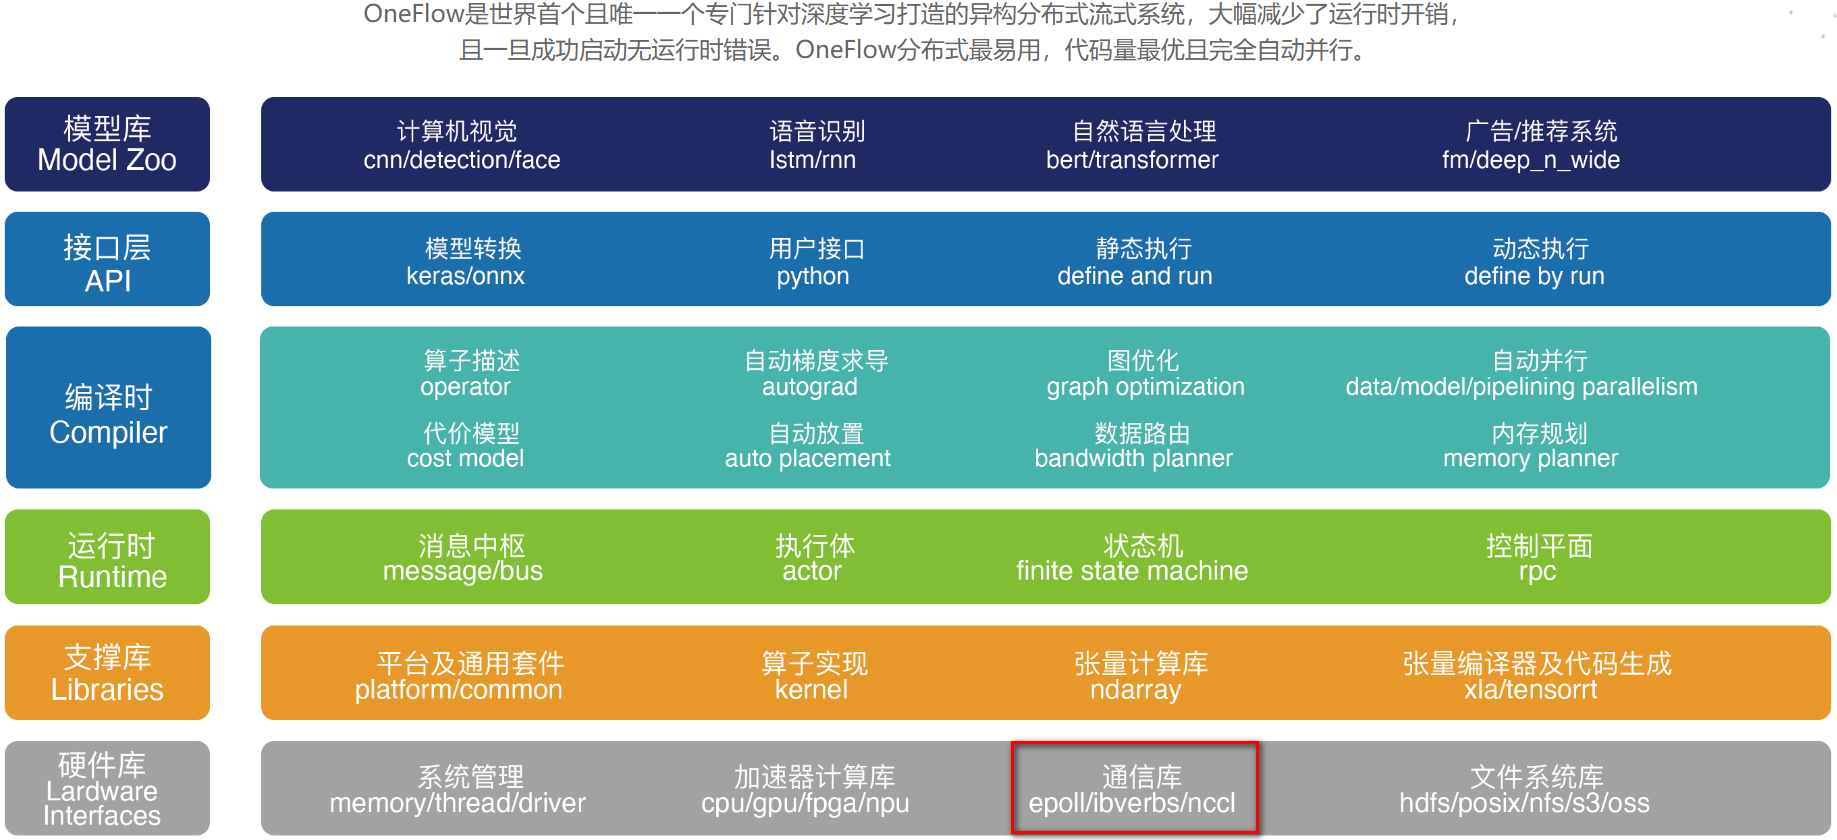 OneFlow是世界首个且唯一一个专门针对深度学习打造的异构分布式流式系统，大幅减少了运行时开销，
且一旦成功启动无运行时错误。OneFlow分布式最易用，代码量最优且完全自动并行。
模型库
Model Zoo
计算机视觉
cnn/detection/face
语音识别
lstm/rnn
自然语言处理
bert/transformer
广告/推荐系统
fm/deep_n_wide
接口层
API
模型转换
keras/onnx
用户接口
python
静态执行
define and run
动态执行
define by run
编译时
Compiler
算子描述
operator
自动梯度求导
autograd
图优化
graph optimization
自动并行
data/model/pipelining parallelism
代价模型
cost model
自动放置
auto placement
数据路由
bandwidth planner
内存规划
memory planner
运行时
Runtime
消息中枢
message/bus
执行体
actor
状态机
finite state machine
控制平面
rpc
支撑库
Libraries
平台及通用套件
platform/common
算子实现
kernel
张量计算库
ndarray
张量编译器及代码生成
xla/tensorrt
硬件库
Lardware
Interfaces
系统管理
memory/thread/driver
加速器计算库
cpu/gpu/fpga/npu
通信库
epoll/ibverbs/nccl
文件系统库
hdfs/posix/nfs/s3/oss